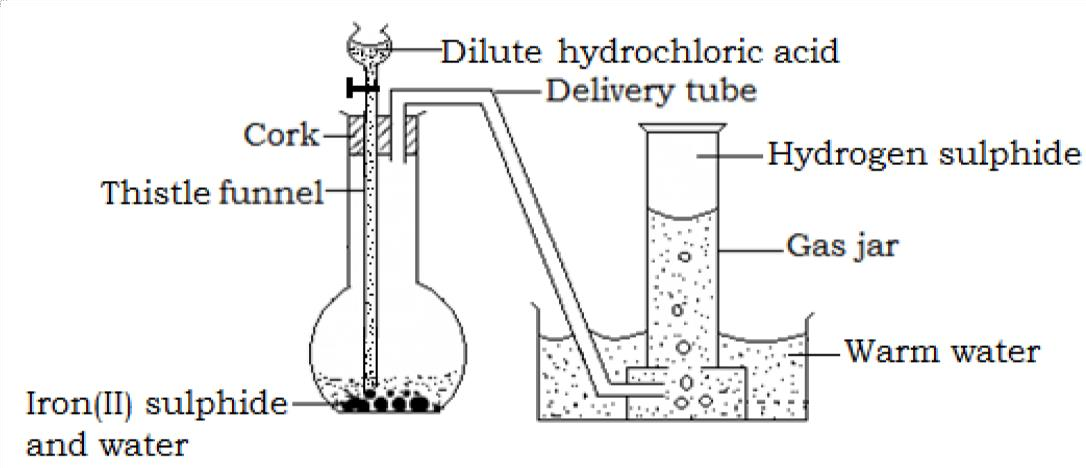 Dilute hydrochloric acid
Delivery tube
Cork
Hydrogen sulphide
Thistle funnel
Gas jar
Warm water
Iron(II) sulphide
and water